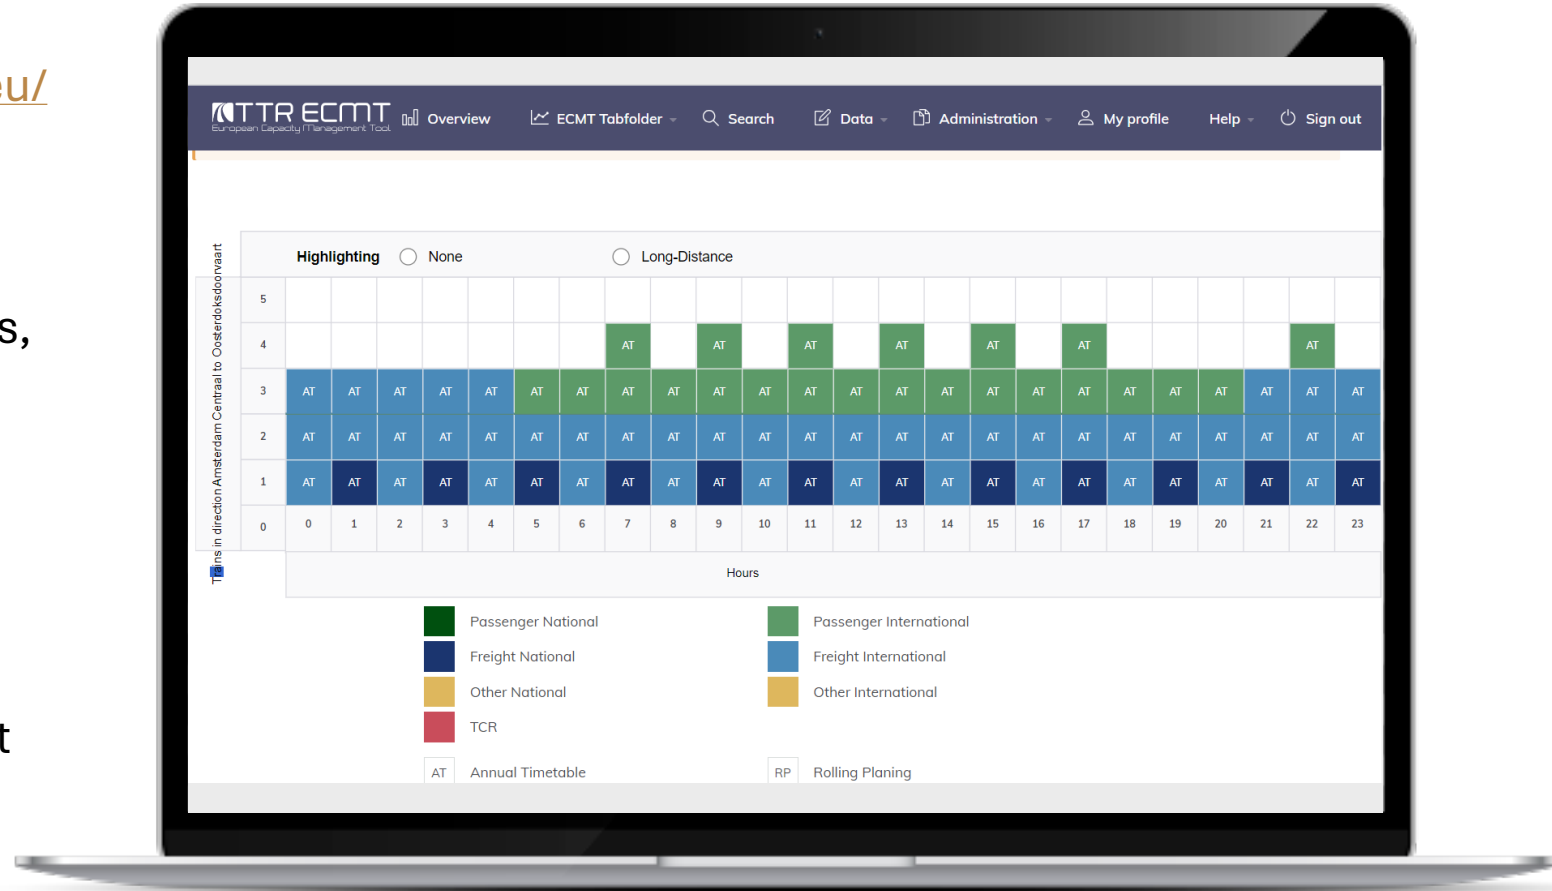 eu/
s,
t
TTR ECMT
European Capacity Management Tool
Overview ECMT Tabfolder Search Data Administration My profile Help Sign out
Highlighting None Long-Distance
Trains in direction Amsterdam Centraal to Oosterdoksdoorvaart
5
4 AT AT AT AT AT AT AT
3 AT AT AT AT AT AT AT AT AT AT AT AT AT AT AT AT AT AT AT AT AT AT AT AT
2 AT AT AT AT AT AT AT AT AT AT AT AT AT AT AT AT AT AT AT AT AT AT AT AT
1 AT AT AT AT AT AT AT AT AT AT AT AT AT AT AT AT AT AT AT AT AT AT AT AT
0 0 1 2 3 4 5 6 7 8 9 10 11 12 13 14 15 16 17 18 19 20 21 22 23
Hours
Passenger National Passenger International
Freight National Freight International
Other National Other International
TCR
AT Annual Timetable RP Rolling Planing